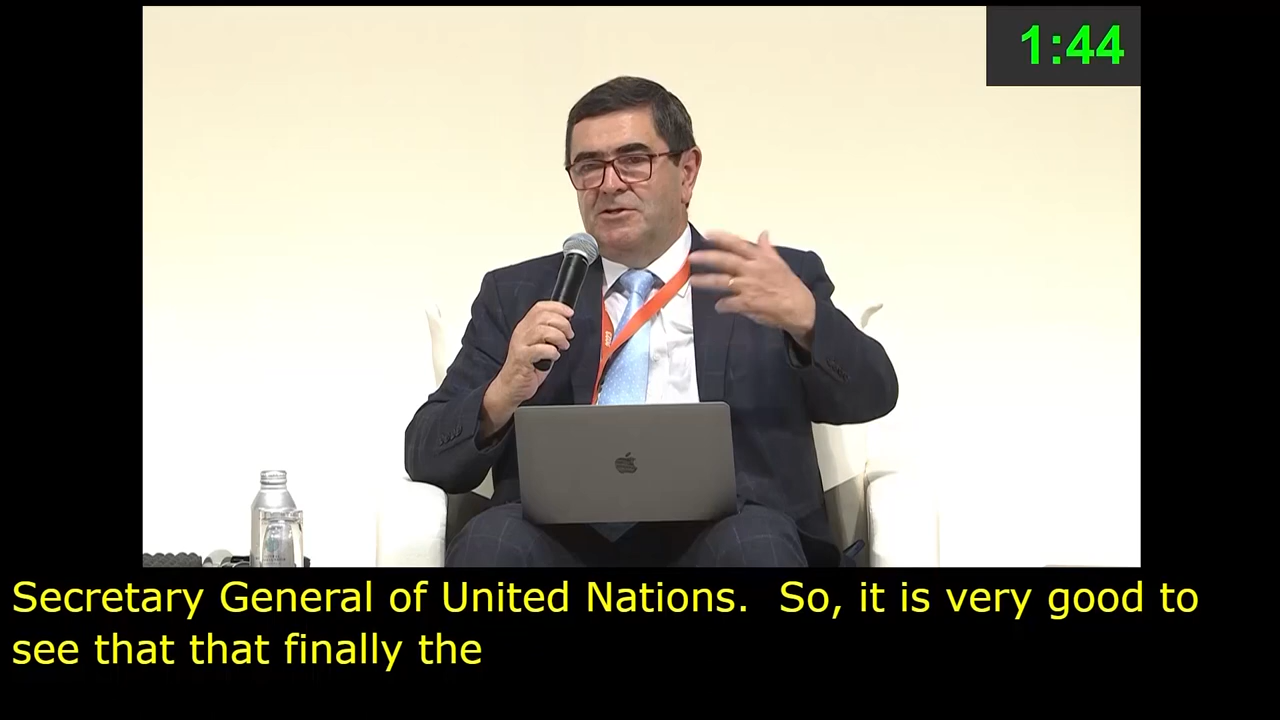 1:44
Secretary General of United Nations.  So, it is very good to
see that that finally the